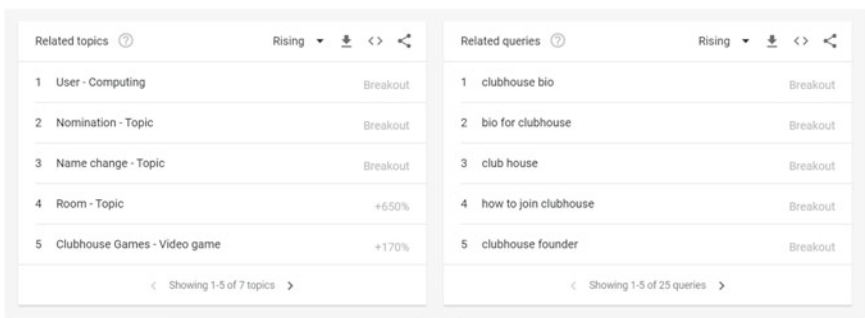 Related topics
Rising
1 User - Computing Breakout
2 Nomination - Topic Breakout
3 Name change - Topic Breakout
4 Room - Topic +650%
5 Clubhouse Games - Video game +170%
Showing 1-5 of 7 topics
Related queries
Rising
1 clubhouse bio Breakout
2 bio for clubhouse Breakout
3 club house Breakout
4 how to join clubhouse Breakout
5 clubhouse founder Breakout
Showing 1-5 of 25 queries